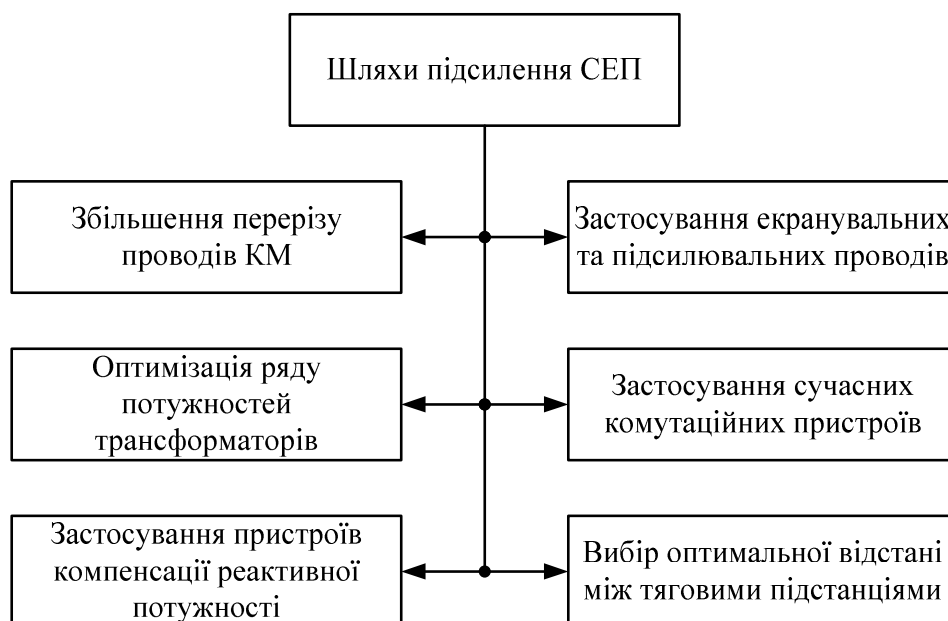 Шляхи підсилення СЕП
Збільшення перерізу
проводів КМ
Застосування екранувальних
та підсилювальних проводів
Оптимізація ряду
потужностей
трансформаторів
Застосування сучасних
комутаційних пристроїв
Застосування пристроїв
компенсації реактивної
потужності
Вибір оптимальної відстані
між тяговими підстанціями